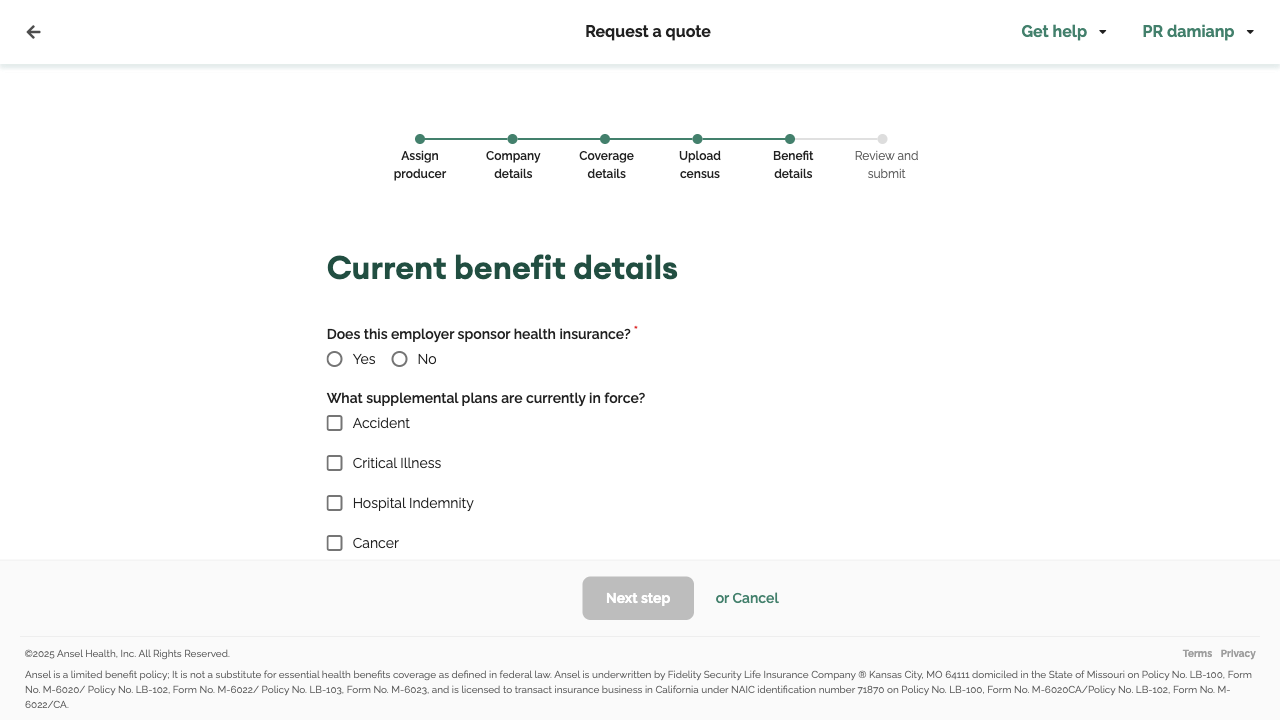 Request a quote
Get help
PR damianp
Assign
producer
Company
details
Coverage
details
Upload
census
Benefit
details
Review and
submit
Current benefit details
Does this employer sponsor health insurance? *
Yes
No
What supplemental plans are currently in force?
Accident
Critical Illness
Hospital Indemnity
Cancer
Next step
or Cancel
©2025 Ansel Health, Inc. All Rights Reserved.
Terms
Privacy
Ansel is a limited benefit policy; It is not a substitute for essential health benefits coverage as defined in federal law. Ansel is underwritten by Fidelity Security Life Insurance Company ® Kansas City, MO 64111 domiciled in the State of Missouri on Policy No. LB-100, Form
No. M-6020/ Policy No. LB-102, Form No. M-6022/ Policy No. LB-103, Form No. M-6023, and is licensed to transact insurance business in California under NAIC identification number 71870 on Policy No. LB-100, Form No. M-6020CA/Policy No. LB-102, Form No. M-
6022/CA.